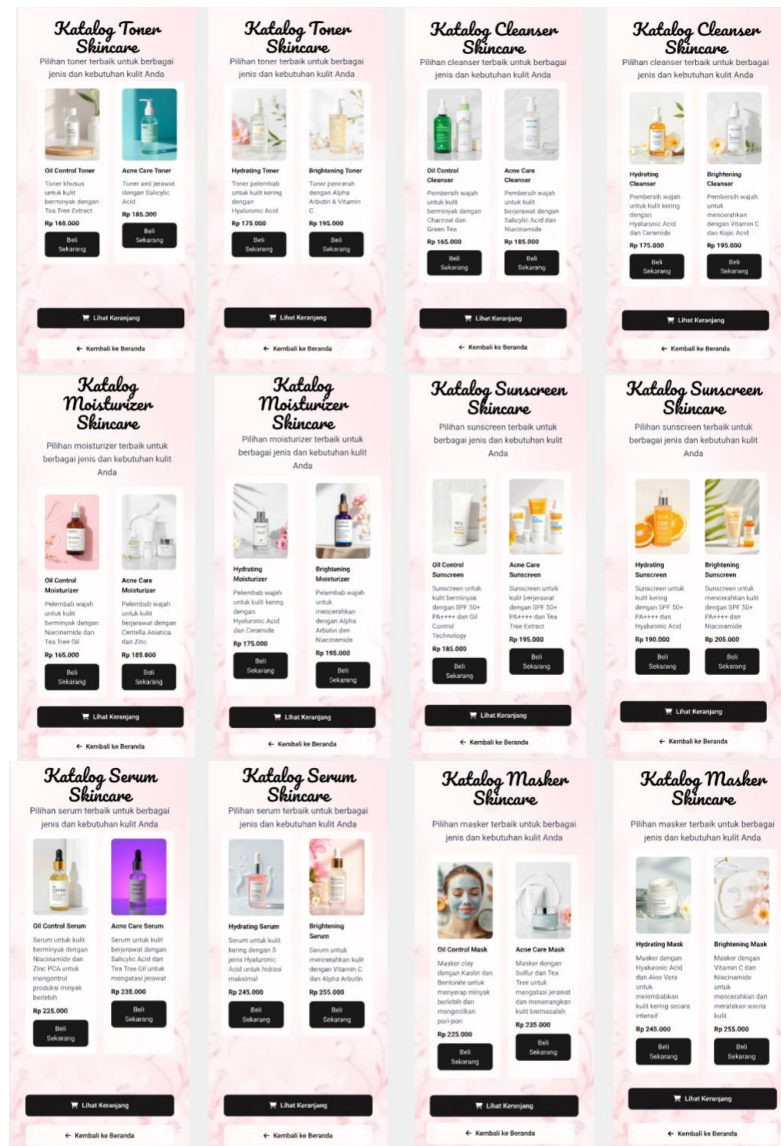 Katalog Toner
Skincare
Pilihan toner terbaik untuk berbagai
jenis dan kebutuhan kulit Anda
Oil Control Toner
Toner khusus
untuk kulit
berminyak dengan
Tea Tree Extract
Rp 165.000
Beli
Sekarang
Acne Care Toner
Toner anti jerawat
dengan Salicylic
Acid
Rp 185.000
Beli
Sekarang
Lihat Keranjang
← Kembali ke Beranda
Katalog Toner
Skincare
Pilihan toner terbaik untuk berbagai
jenis dan kebutuhan kulit Anda
Hydrating Toner
Toner pelembab
untuk kulit kering
dengan
Hyaluronic Acid
Rp 175.000
Beli
Sekarang
Brightening Toner
Toner pencerah
dengan Alpha
Arbutin & Vitamin
C
Rp 195.000
Beli
Sekarang
Lihat Keranjang
← Kembali ke Beranda
Katalog Cleanser
Skincare
Pilihan cleanser terbaik untuk berbagai
jenis dan kebutuhan kulit Anda
Oil Control
Cleanser
Pembersih wajah
untuk kulit
berminyak dengan
Charcoal dan
Green Tea
Rp 165.000
Beli
Sekarang
Acne Care
Cleanser
Pembersih wajah
untuk kulit
berjerawat dengan
Salicylic Acid dan
Niacinamide
Rp 185.000
Beli
Sekarang
Lihat Keranjang
← Kembali ke Beranda
Katalog Cleanser
Skincare
Pilihan cleanser terbaik untuk berbagai
jenis dan kebutuhan kulit Anda
Hydrating
Cleanser
Pembersih wajah
untuk kulit kering
dengan
Hyaluronic Acid
dan Ceramide
Rp 175.000
Beli
Sekarang
Brightening
Cleanser
Pembersih wajah
untuk
mencerahkan
dengan Vitamin C
dan Kojic Acid
Rp 195.000
Beli
Sekarang
Lihat Keranjang
← Kembali ke Beranda
Katalog
Moisturizer
Skincare
Pilihan moisturizer terbaik untuk
berbagai jenis dan kebutuhan kulit
Anda
Oil Control
Moisturizer
Pelembab wajah
untuk kulit
berminyak dengan
Niacinamide dan
Tea Tree Oil
Rp 165.000
Beli
Sekarang
Acne Care
Moisturizer
Pelembab wajah
untuk kulit
berjerawat dengan
Centella Asiatica
dan Zinc
Rp 185.000
Beli
Sekarang
Lihat Keranjang
← Kembali ke Beranda
Katalog
Moisturizer
Skincare
Pilihan moisturizer terbaik untuk
berbagai jenis dan kebutuhan kulit
Anda
Hydrating
Moisturizer
Pelembab wajah
untuk kulit kering
dengan
Hyaluronic Acid
dan Ceramide
Rp 175.000
Beli
Sekarang
Brightening
Moisturizer
Pelembab wajah
untuk
mencerahkan
dengan Alpha
Arbutin dan
Niacinamide
Rp 195.000
Beli
Sekarang
Lihat Keranjang
← Kembali ke Beranda
Katalog Sunscreen
Skincare
Pilihan sunscreen terbaik untuk
berbagai jenis dan kebutuhan kulit
Anda
Oil Control
Sunscreen
Sunscreen untuk
kulit berminyak
dengan SPF 50+
PA++++ dan Oil
Control
Technology
Rp 185.000
Beli
Sekarang
Acne Care
Sunscreen
Sunscreen untuk
kulit berjerawat
dengan SPF 50+
PA++++ dan Tea
Tree Extract
Rp 195.000
Beli
Sekarang
Lihat Keranjang
← Kembali ke Beranda
Katalog Sunscreen
Skincare
Pilihan sunscreen terbaik untuk
berbagai jenis dan kebutuhan kulit
Anda
Hydrating
Sunscreen
Sunscreen untuk
kulit kering
dengan SPF 50+
PA++++ dan
Hyaluronic Acid
Rp 190.000
Beli
Sekarang
Brightening
Sunscreen
Sunscreen untuk
mencerahkan kulit
dengan SPF 50+
PA++++ dan
Niacinamide
Rp 205.000
Beli
Sekarang
Lihat Keranjang
← Kembali ke Beranda
Katalog Serum
Skincare
Pilihan serum terbaik untuk berbagai
jenis dan kebutuhan kulit Anda
Oil Control Serum
Serum untuk kulit
berminyak dengan
Niacinamide dan
Zinc PCA untuk
mengontrol
produksi minyak
berlebih
Rp 225.000
Beli
Sekarang
Acne Care Serum
Serum untuk kulit
berjerawat dengan
Salicylic Acid dan
Tea Tree Oil untuk
mengatasi jerawat
Rp 235.000
Beli
Sekarang
Lihat Keranjang
← Kembali ke Beranda
Katalog Serum
Skincare
Pilihan serum terbaik untuk berbagai
jenis dan kebutuhan kulit Anda
Hydrating Serum
Serum untuk kulit
kering dengan 5
jenis Hyaluronic
Acid untuk hidrasi
maksimal
Rp 245.000
Beli
Sekarang
Brightening
Serum
Serum untuk
mencerahkan kulit
dengan Vitamin C
dan Alpha Arbutin
Rp 255.000
Beli
Sekarang
Lihat Keranjang
← Kembali ke Beranda
Katalog Masker
Skincare
Pilihan masker terbaik untuk berbagai
jenis dan kebutuhan kulit Anda
Oil Control Mask
Masker clay
dengan Kaolin dan
Bentonite untuk
menyerap minyak
berlebih dan
mengecilkan
pori-pori
Rp 225.000
Beli
Sekarang
Acne Care Mask
Masker dengan
Sulfur dan Tea
Tree untuk
mengatasi jerawat
dan menenangkan
kulit bermasalah
Rp 235.000
Beli
Sekarang
Lihat Keranjang
← Kembali ke Beranda
Katalog Masker
Skincare
Pilihan masker terbaik untuk berbagai
jenis dan kebutuhan kulit Anda
Hydrating Mask
Masker dengan
Hyaluronic Acid
dan Aloe Vera
untuk
melembabkan
kulit kering secara
intensif
Rp 245.000
Beli
Sekarang
Brightening Mask
Masker dengan
Vitamin C dan
Niacinamide
untuk
mencerahkan dan
meratakan warna
kulit
Rp 255.000
Beli
Sekarang
Lihat Keranjang
← Kembali ke Beranda